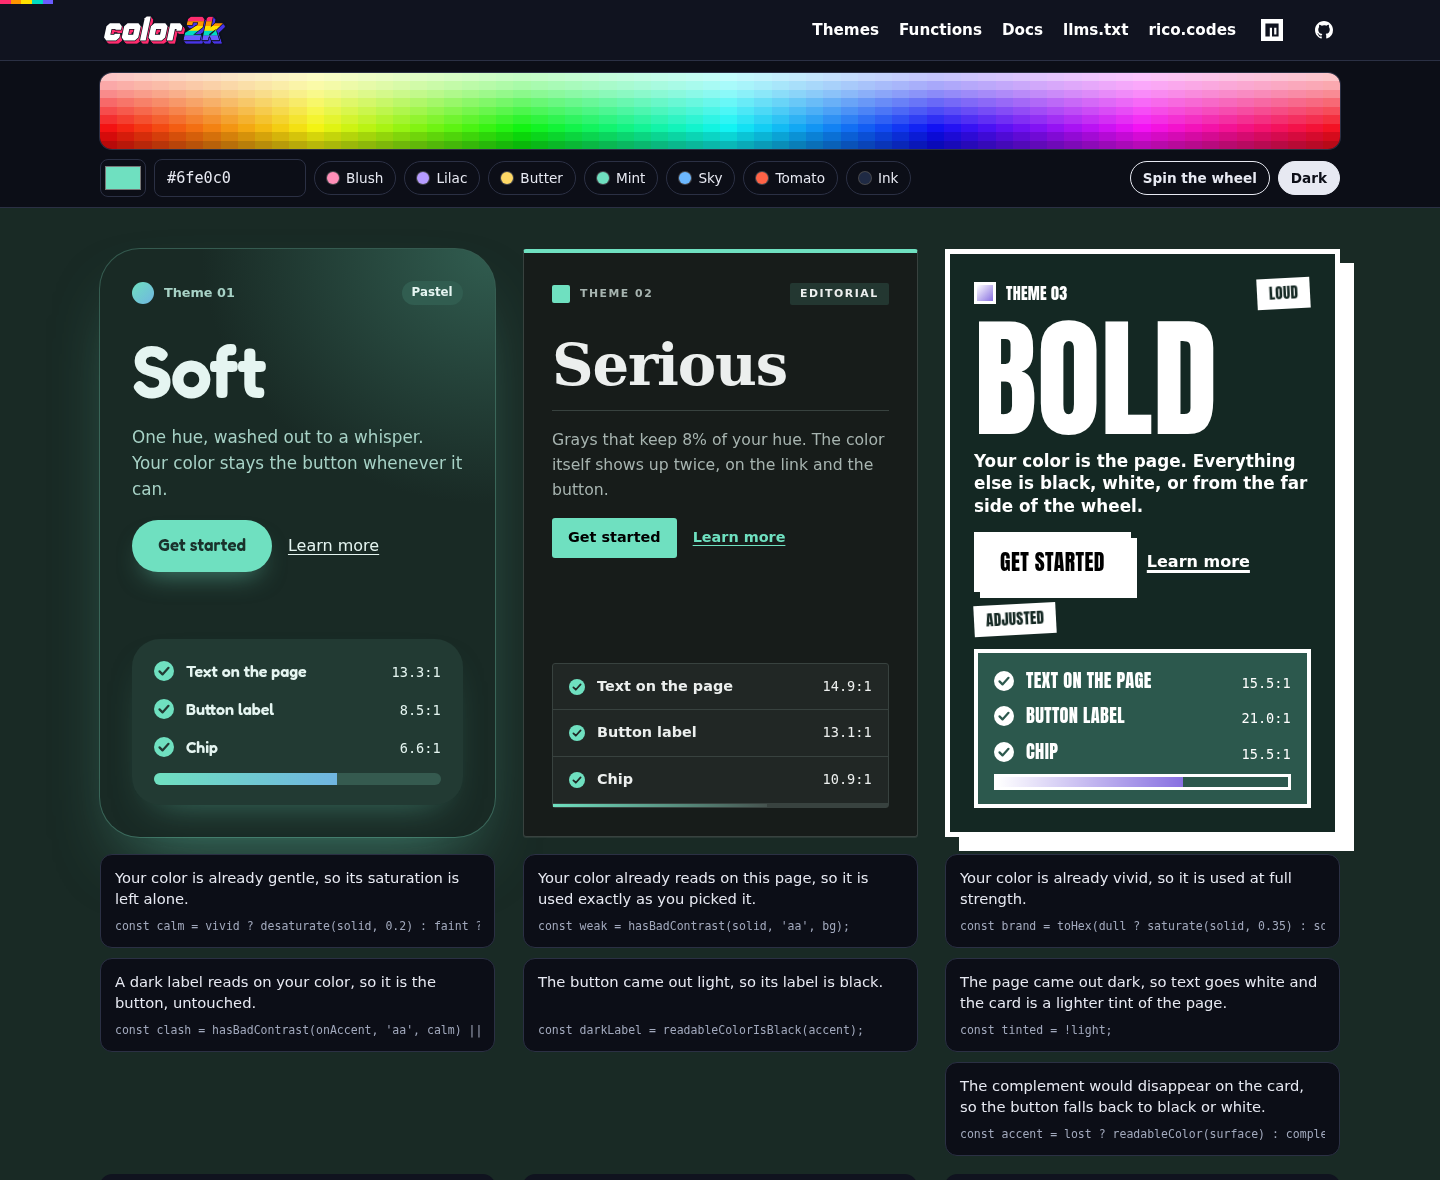 color2k
Themes
Functions
Docs
llms.txt
rico.codes
#6fe0c0
Blush
Lilac
Butter
Mint
Sky
Tomato
Ink
Spin the wheel
Dark
Theme 01
Pastel
Soft
One hue, washed out to a whisper.
Your color stays the button whenever it
can.
Get started
Learn more
Text on the page 13.3:1
Button label 8.5:1
Chip 6.6:1
THEME 02
EDITORIAL
Serious
Grays that keep 8% of your hue. The color
itself shows up twice, on the link and the
button.
Get started
Learn more
Text on the page 14.9:1
Button label 13.1:1
Chip 10.9:1
THEME 03
LOUD
BOLD
Your color is the page. Everything
else is black, white, or from the far
side of the wheel.
GET STARTED
Learn more
ADJUSTED
TEXT ON THE PAGE 15.5:1
BUTTON LABEL 21.0:1
CHIP 15.5:1
Your color is already gentle, so its saturation is
left alone.
const calm = vivid ? desaturate(solid, 0.2) : faint ?
A dark label reads on your color, so it is the
button, untouched.
const clash = hasBadContrast(onAccent, 'aa', calm) ||
Your color already reads on this page, so it is
used exactly as you picked it.
const weak = hasBadContrast(solid, 'aa', bg);
The button came out light, so its label is black.
const darkLabel = readableColorIsBlack(accent);
Your color is already vivid, so it is used at full
strength.
const brand = toHex(dull ? saturate(solid, 0.35) : so
The page came out dark, so text goes white and
the card is a lighter tint of the page.
const tinted = !light;
The complement would disappear on the card,
so the button falls back to black or white.
const accent = lost ? readableColor(surface) : comple